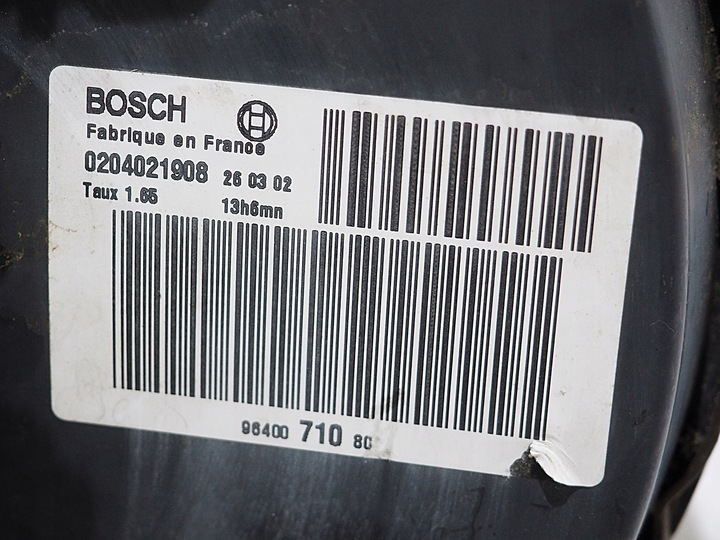 BOSCH
Fabrique en France
0204021908 26 03 02
Taux 1.65 13h6mn
96400 710 80